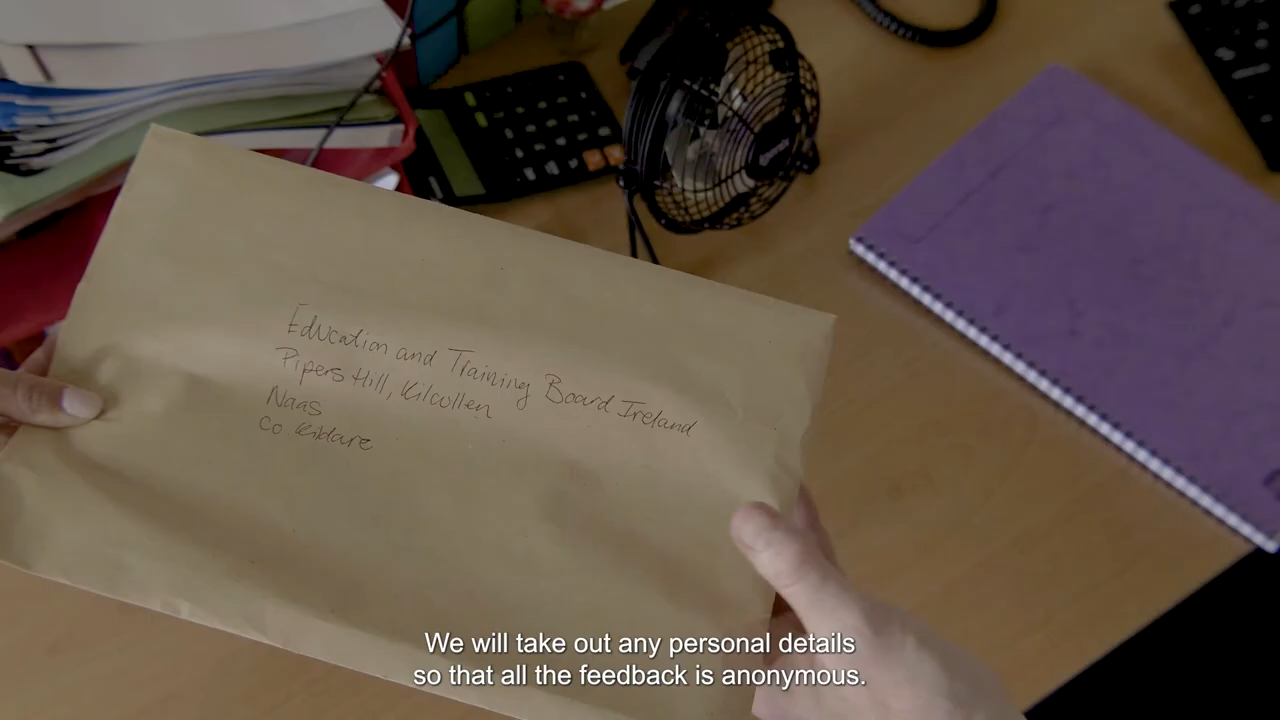 Education and Training Board Ireland
Pipers Hill, Kilcullen
Naas
Co. Kildare
We will take out any personal details
so that all the feedback is anonymous.